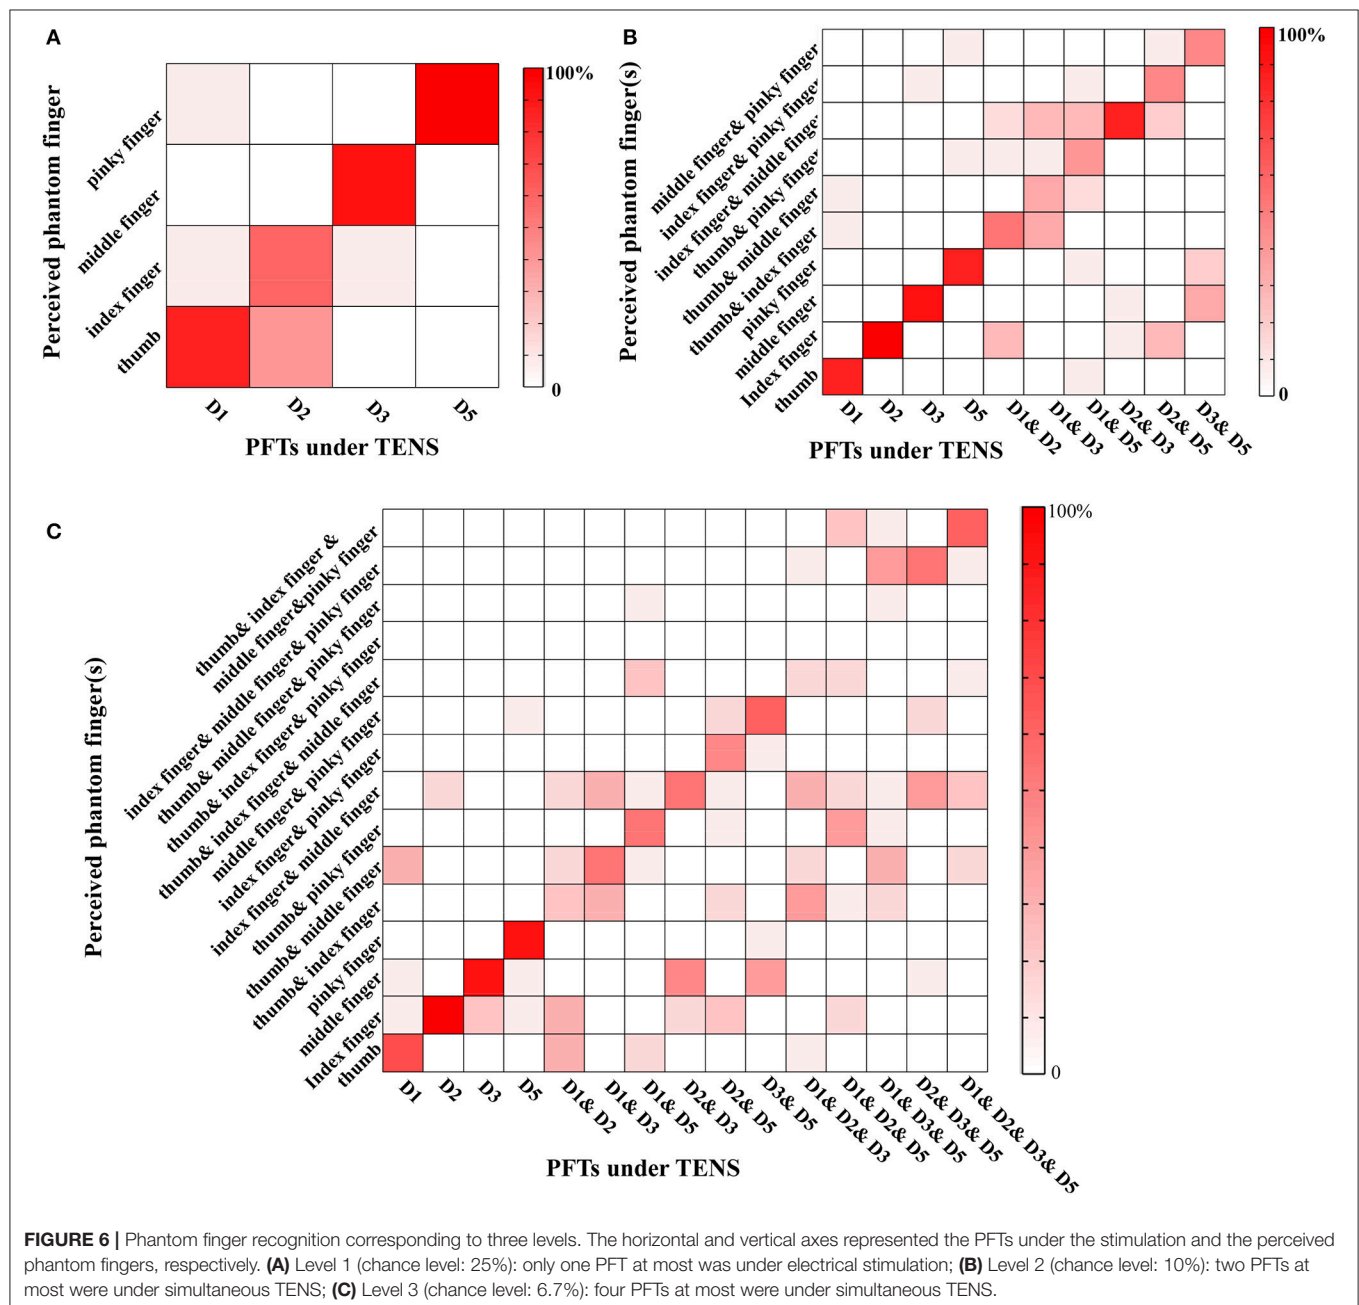 A
Perceived phantom finger
pinky finger
middle finger
index finger
thumb
D1
D2
D3
D5
PFTs under TENS
100%
0
B
Perceived phantom finger(s)
middle finger& pinky finger
index finger& pinky finger
index finger& middle finger
thumb& pinky finger
thumb& middle finger
thumb& index finger
pinky finger
middle finger
Index finger
thumb
D1
D2
D3
D5
D1& D2
D1& D3
D1& D5
D2& D3
D2& D5
D3& D5
PFTs under TENS
100%
0
C
Perceived phantom finger(s)
thumb& index finger &
middle finger&pinky finger
index finger& middle finger& pinky finger
thumb& middle finger& pinky finger
thumb& index finger& pinky finger
thumb& index finger& middle finger
middle finger& pinky finger
index finger& pinky finger
index finger& middle finger
thumb& pinky finger
thumb& middle finger
thumb& index finger
pinky finger
middle finger
Index finger
thumb
D1
D2
D3
D5
D1& D2
D1& D3
D1& D5
D2& D3
D2& D5
D3& D5
D1& D2& D3
D1& D2& D5
D1& D3& D5
D2& D3& D5
D1& D2& D3& D5
PFTs under TENS
100%
0
FIGURE 6 | Phantom finger recognition corresponding to three levels. The horizontal and vertical axes represented the PFTs under the stimulation and the perceived
phantom fingers, respectively. (A) Level 1 (chance level: 25%): only one PFT at most was under electrical stimulation; (B) Level 2 (chance level: 10%): two PFTs at
most were under simultaneous TENS; (C) Level 3 (chance level: 6.7%): four PFTs at most were under simultaneous TENS.